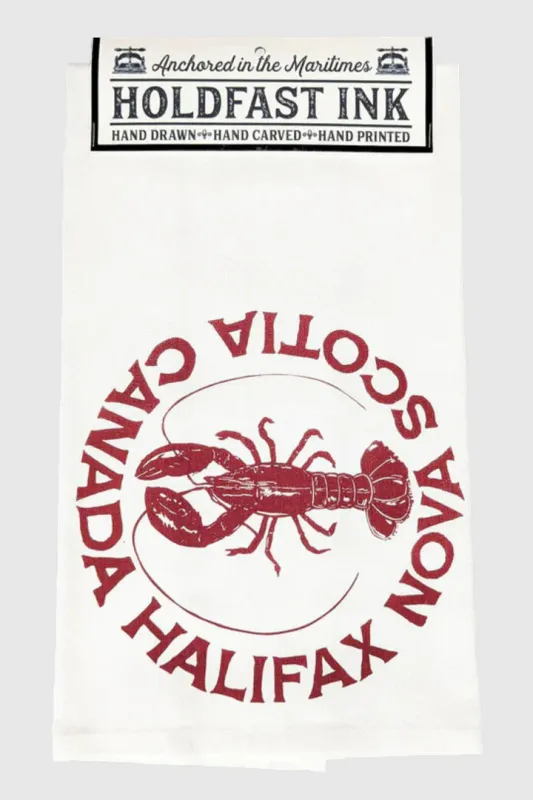 Anchored in the Maritimes
HOLDFAST INK
HAND DRAWN HAND CARVED HAND PRINTED
HALIFAX NOVA SCOTIA CANADA